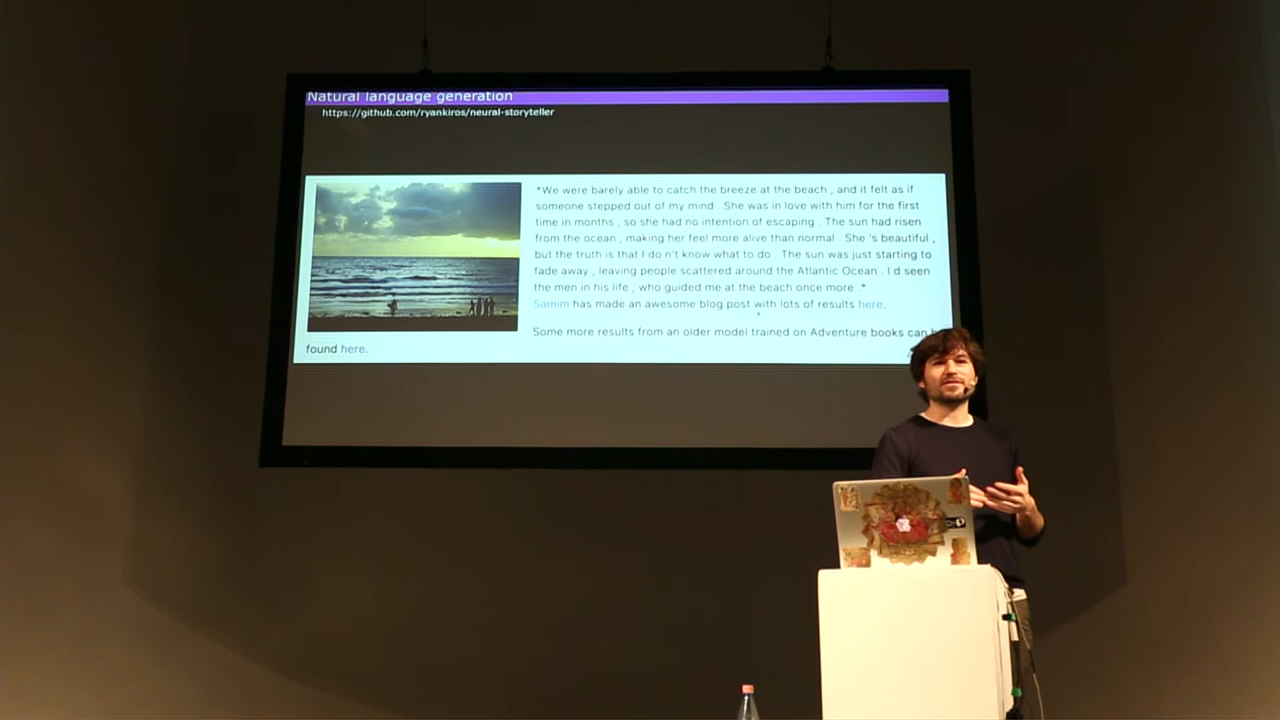 Natural language generation
https://github.com/ryankiros/neural-storyteller
"We were barely able to catch the breeze at the beach , and it felt as if
someone stepped out of my mind . She was in love with him for the first
time in months , so she had no intention of escaping . The sun had risen
from the ocean , making her feel more alive than normal . She 's beautiful ,
but the truth is that I do n't know what to do . The sun was just starting to
fade away , leaving people scattered around the Atlantic Ocean . I d seen
the men in his life , who guided me at the beach once more ."
Samim has made an awesome blog post with lots of results here.
Some more results from an older model trained on Adventure books can
found here.